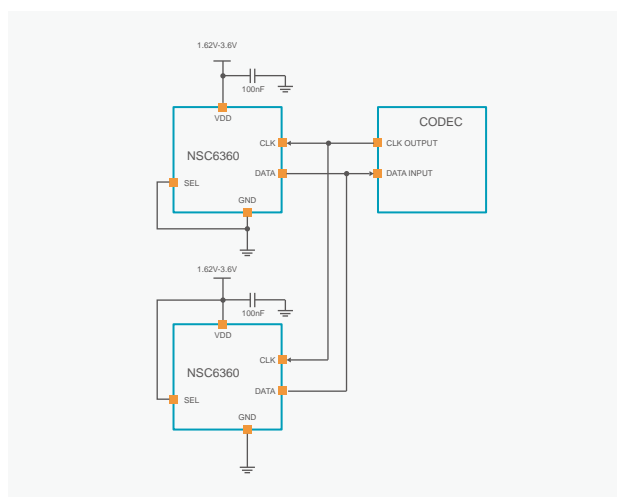 1.62V-3.6V
100nF
VDD
CODEC
CLK
CLK OUTPUT
NSC6360
DATA
DATA INPUT
SEL
GND
1.62V-3.6V
100nF
VDD
CLK
NSC6360
DATA
SEL
GND